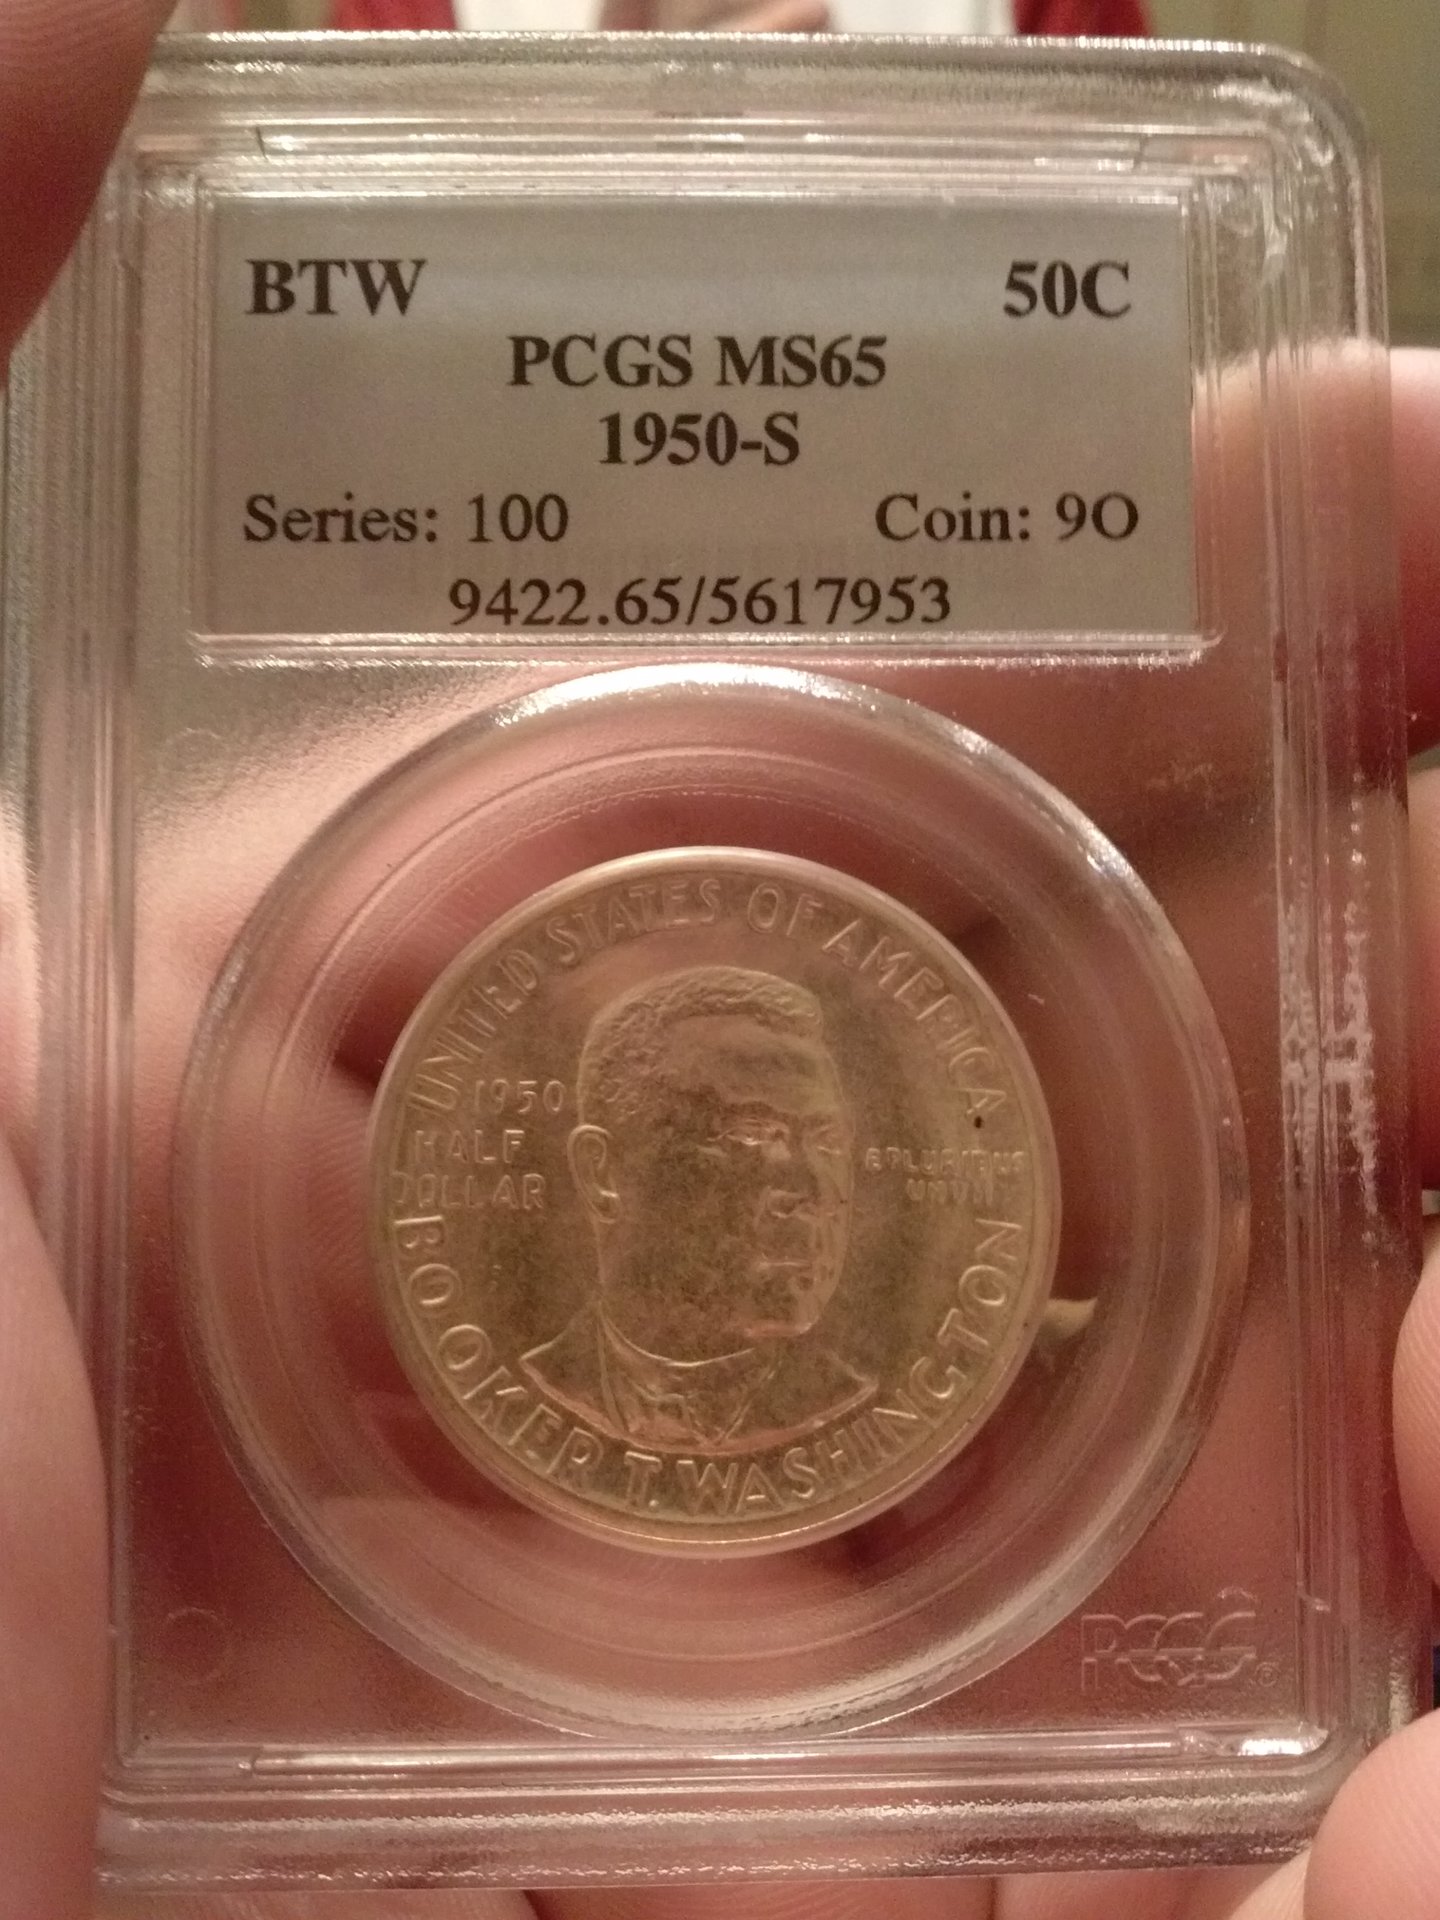 BTW 50C
PCGS MS65
1950-S
Series: 100 Coin: 9O
9422.65/5617953
UNITED STATES OF AMERICA
1950
HALF
DOLLAR
E PLURIBUS
UNUM
BOOKER T. WASHINGTON
PCGS